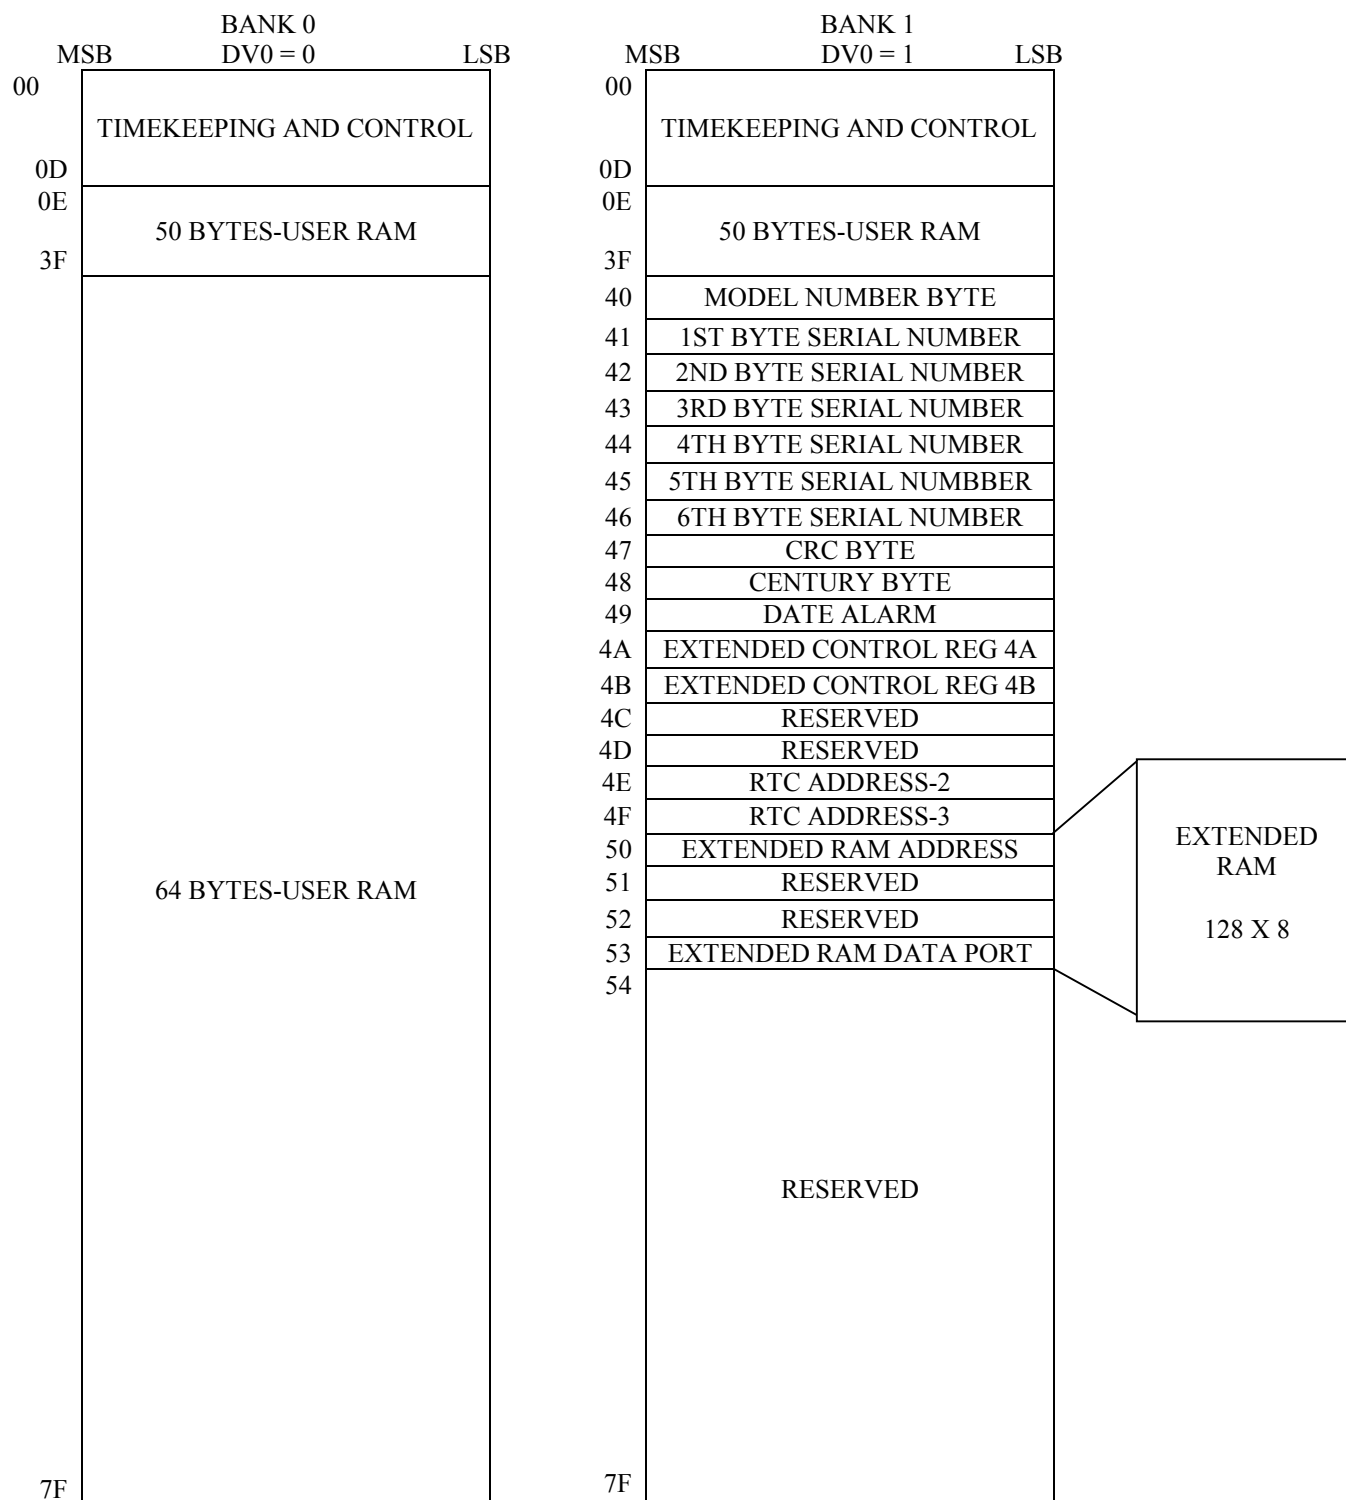 BANK 0
MSB DV0 = 0 LSB
00
TIMEKEEPING AND CONTROL
0D
0E
50 BYTES-USER RAM
3F
64 BYTES-USER RAM
7F
BANK 1
MSB DV0 = 1 LSB
00
TIMEKEEPING AND CONTROL
0D
0E
50 BYTES-USER RAM
3F
40 MODEL NUMBER BYTE
41 1ST BYTE SERIAL NUMBER
42 2ND BYTE SERIAL NUMBER
43 3RD BYTE SERIAL NUMBER
44 4TH BYTE SERIAL NUMBER
45 5TH BYTE SERIAL NUMBBER
46 6TH BYTE SERIAL NUMBER
47 CRC BYTE
48 CENTURY BYTE
49 DATE ALARM
4A EXTENDED CONTROL REG 4A
4B EXTENDED CONTROL REG 4B
4C RESERVED
4D RESERVED
4E RTC ADDRESS-2
4F RTC ADDRESS-3
50 EXTENDED RAM ADDRESS
51 RESERVED
52 RESERVED
53 EXTENDED RAM DATA PORT
54
RESERVED
7F
EXTENDED
RAM
128 X 8